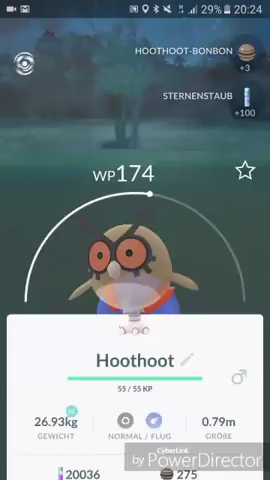 29% 20:24
HOOTHOOT-BONBON
+3
STERNENSTAUB
+100
WP174
Hoothoot
55 / 55 KP
XL
26.93kg
GEWICHT
NORMAL / FLUG
0.79m
GRÖßE
20036
275
CyberLink
by PowerDirector